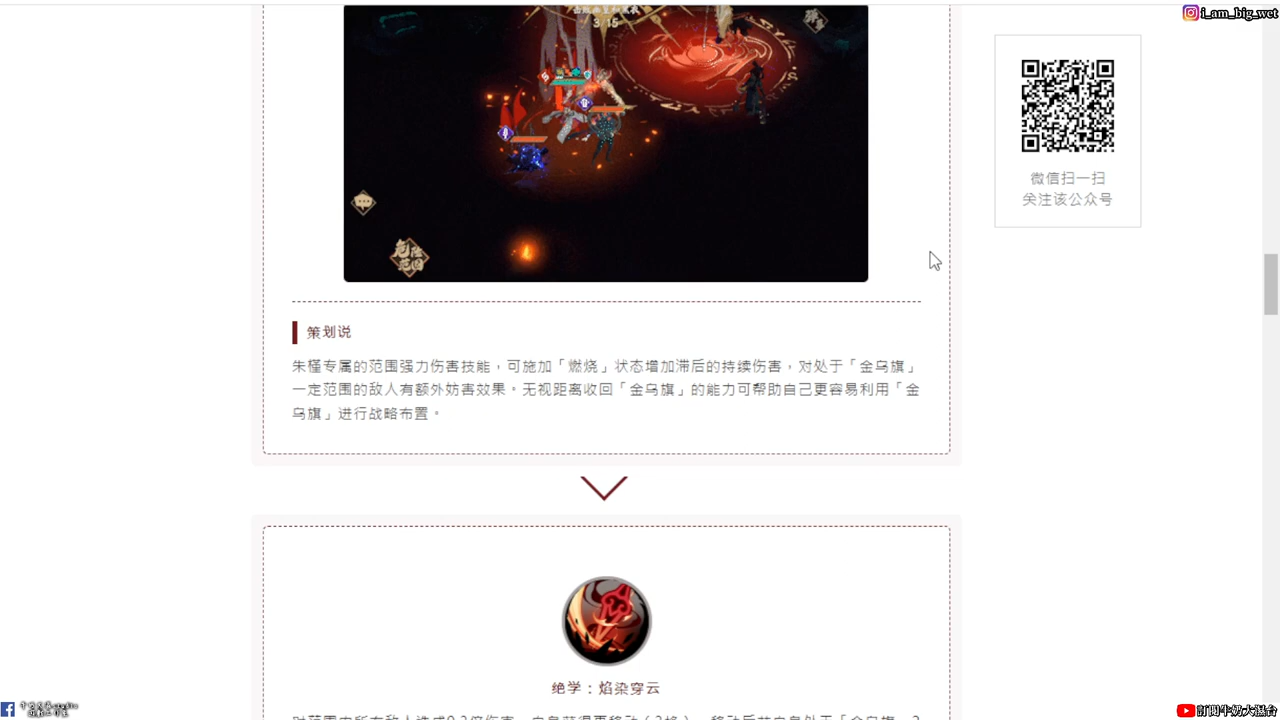 i_am_big_wet
3/15
危险
范围
微信扫一扫
关注该公众号
策划说
朱槿专属的范围强力伤害技能，可施加「燃烧」状态增加滞后的持续伤害，对处于「金乌旗」
一定范围的敌人有额外妨害效果。无视距离收回「金乌旗」的能力可帮助自己更容易利用「金
乌旗」进行战略布置。
绝学：焰染穿云